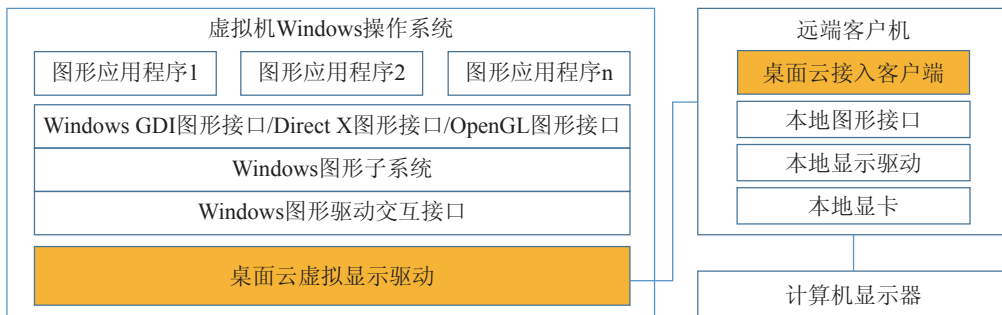 虚拟机Windows操作系统
图形应用程序1
图形应用程序2
图形应用程序n
Windows GDI图形接口/Direct X图形接口/OpenGL图形接口
Windows图形子系统
Windows图形驱动交互接口
桌面云虚拟显示驱动
远端客户机
桌面云接入客户端
本地图形接口
本地显示驱动
本地显卡
计算机显示器